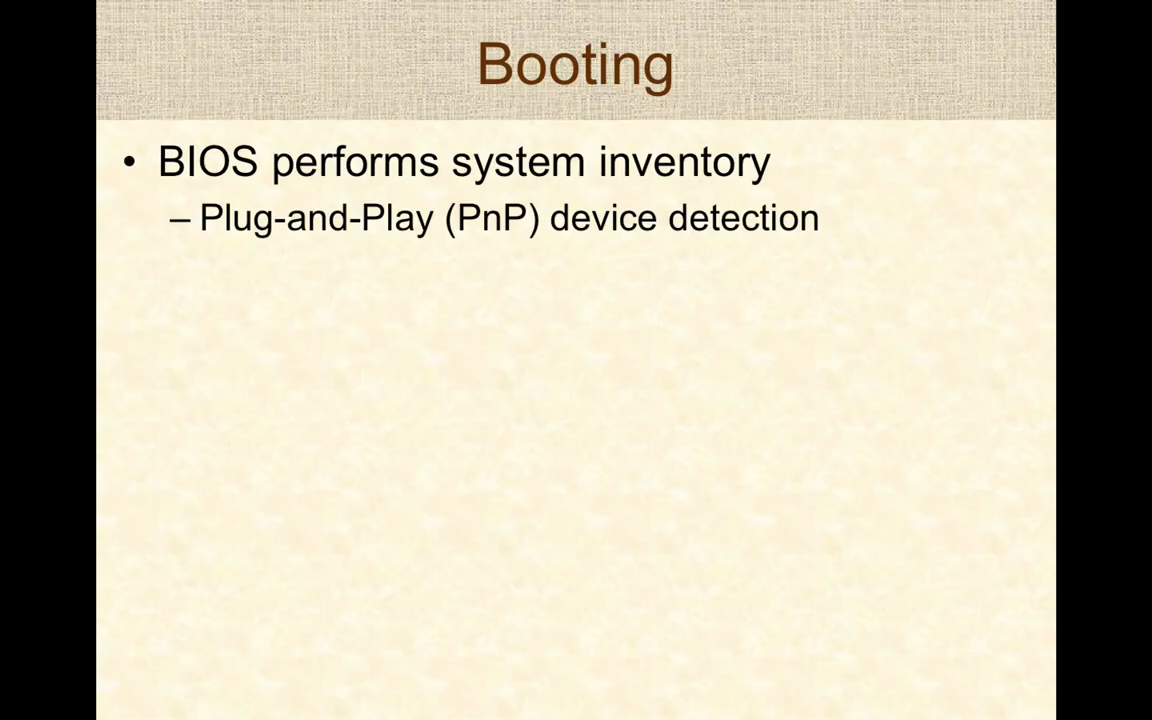 Booting
• BIOS performs system inventory
– Plug-and-Play (PnP) device detection